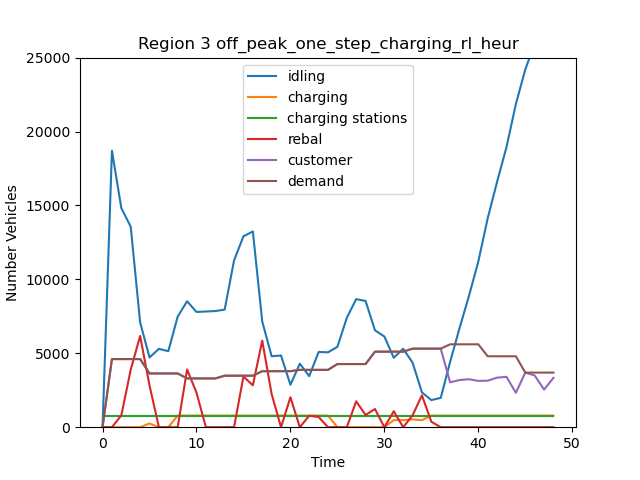 Region 3 off_peak_one_step_charging_rl_heur
25000
20000
15000
10000
5000
0
Number Vehicles
idling
charging
charging stations
rebal
customer
demand
0 10 20 30 40 50
Time